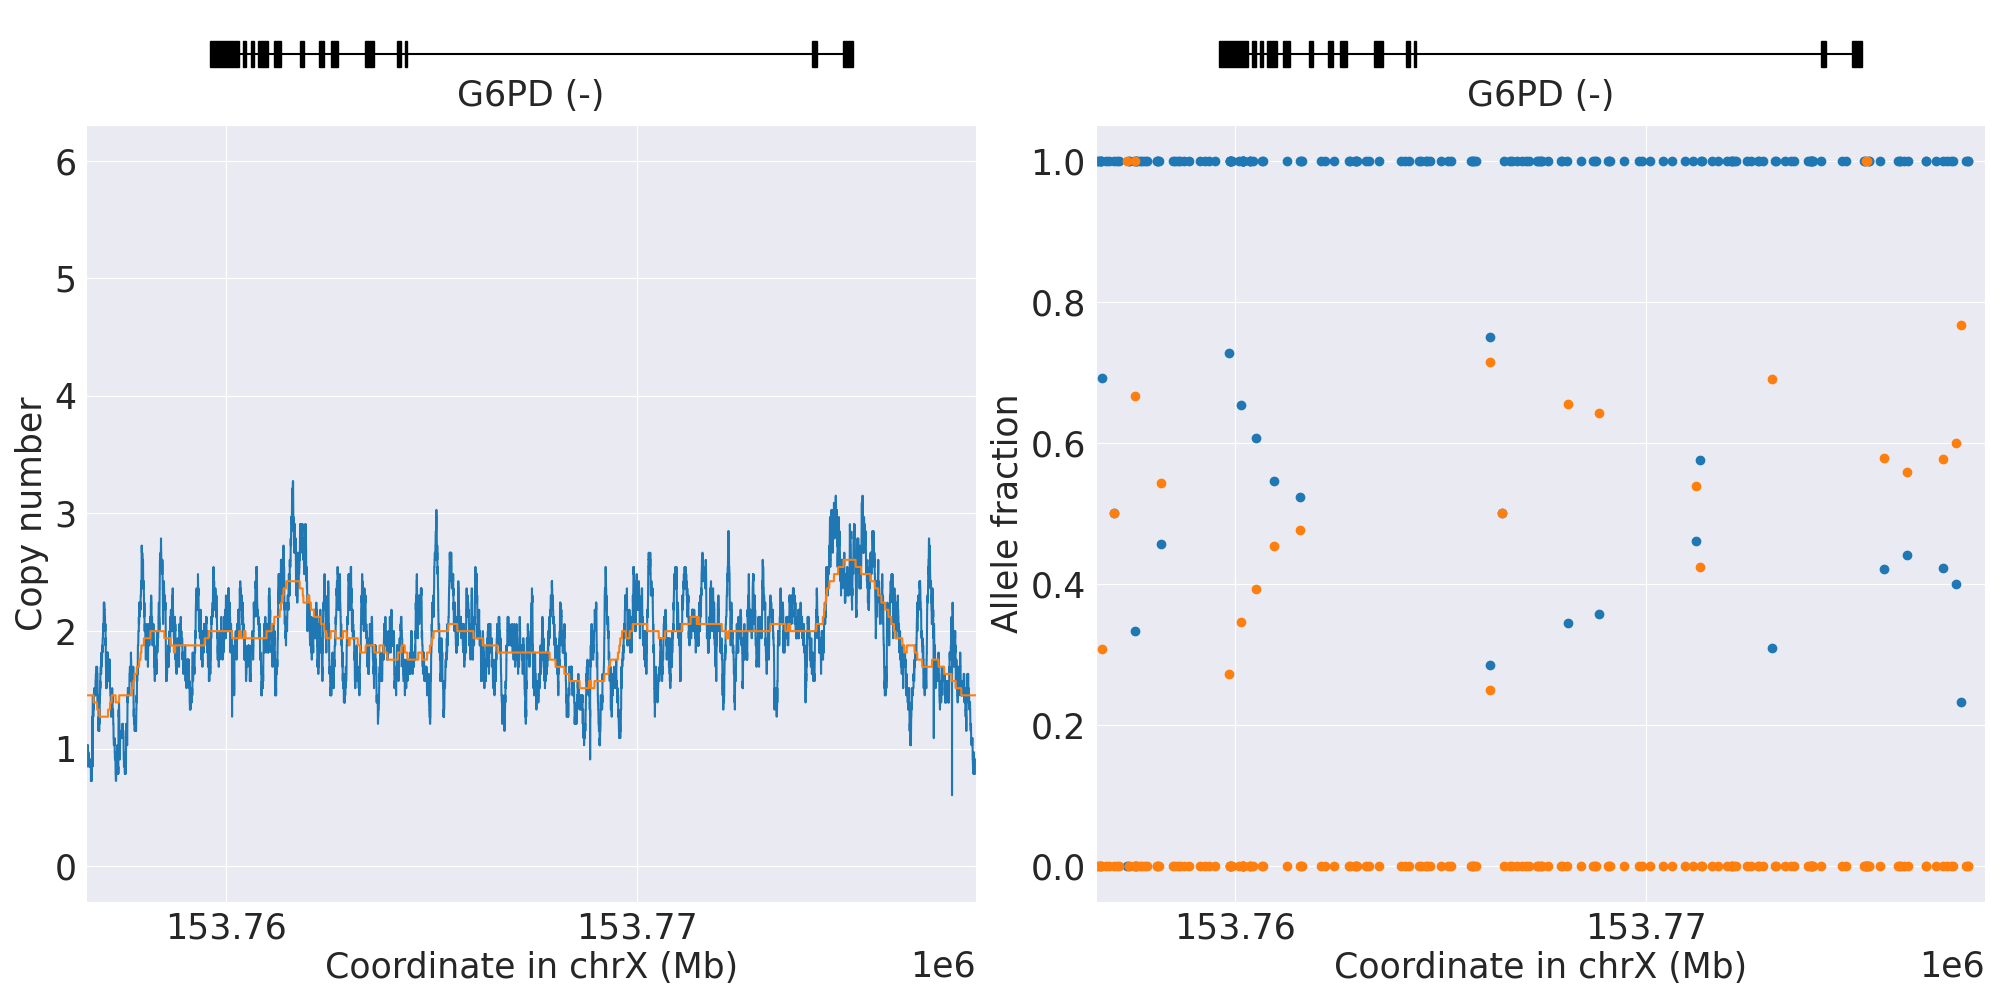 G6PD (-)
6
5
4
3
2
1
0
Copy number
153.76
153.77
1e6
Coordinate in chrX (Mb)
G6PD (-)
1.0
0.8
0.6
0.4
0.2
0.0
Allele fraction
153.76
153.77
1e6
Coordinate in chrX (Mb)